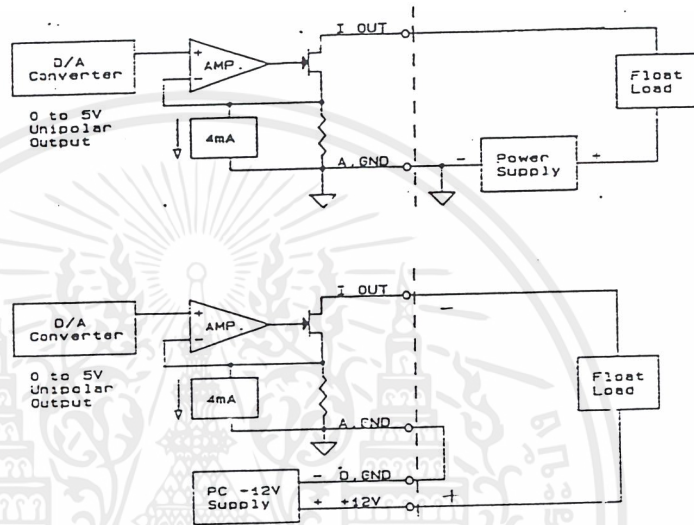 I OUT
D/A
Converter
+
-
AMP.
Float
Load
0 to 5V
Unipolar
Output
4mA
A.GND
-
Power
Supply
+
I OUT
-
D/A
Converter
+
-
AMP.
0 to 5V
Unipolar
Output
4mA
Float
Load
A.GND
PC -12V
Supply
- D.GND
+ +12V
+